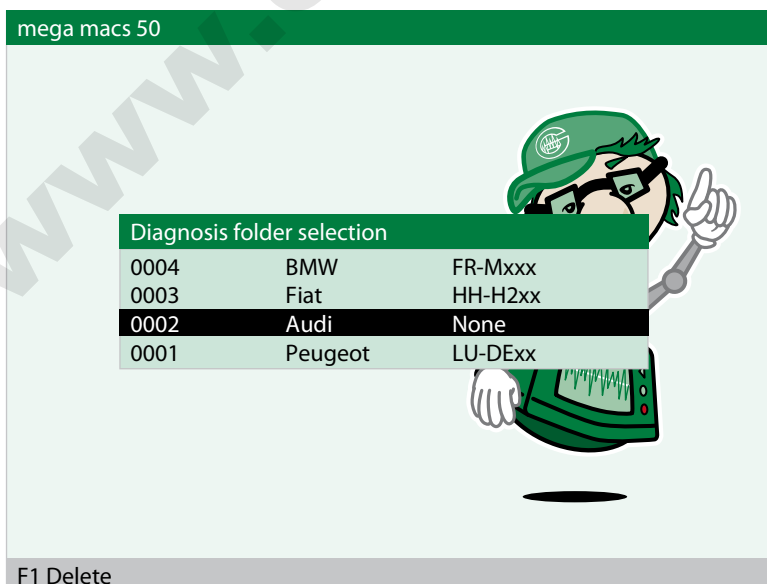 mega macs 50
www.
Diagnosis folder selection
0004 BMW FR-Mxxx
0003 Fiat HH-H2xx
0002 Audi None
0001 Peugeot LU-DExx
F1 Delete